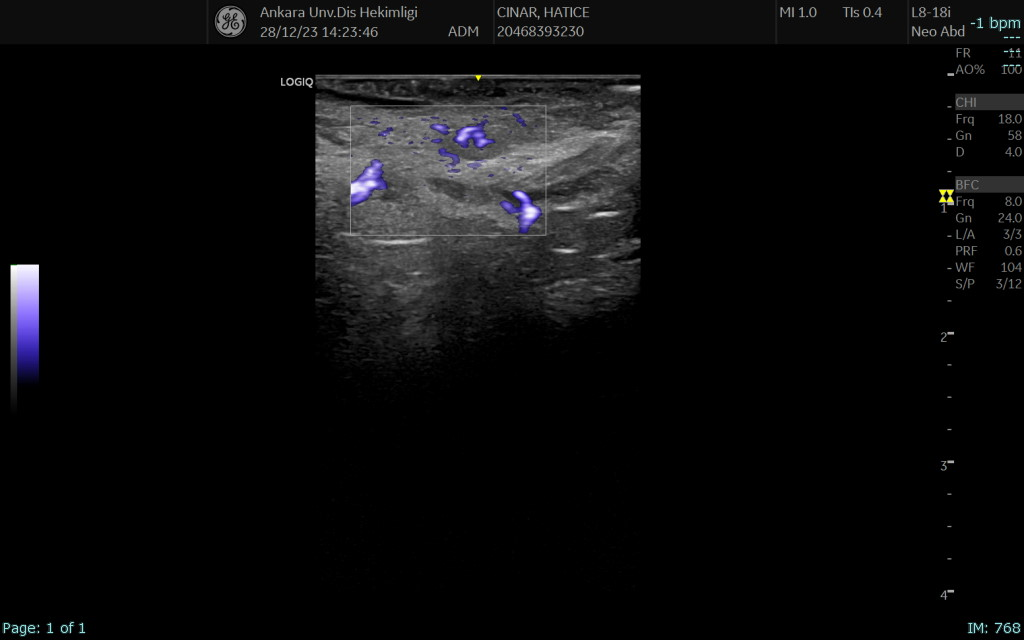 Ankara Unv.Dis Hekimligi
28/12/23 14:23:46 ADM
CINAR, HATICE
20468393230
MI 1.0 TIs 0.4
L8-18i
Neo Abd
-1 bpm
---
---
---
LOGIQ
FR 11
AO% 100
CHI
Frq 18.0
Gn 58
D 4.0
BFC
Frq 8.0
Gn 24.0
L/A 3/3
PRF 0.6
WF 104
S/P 3/12
1
2
3
4
Page: 1 of 1
IM: 768